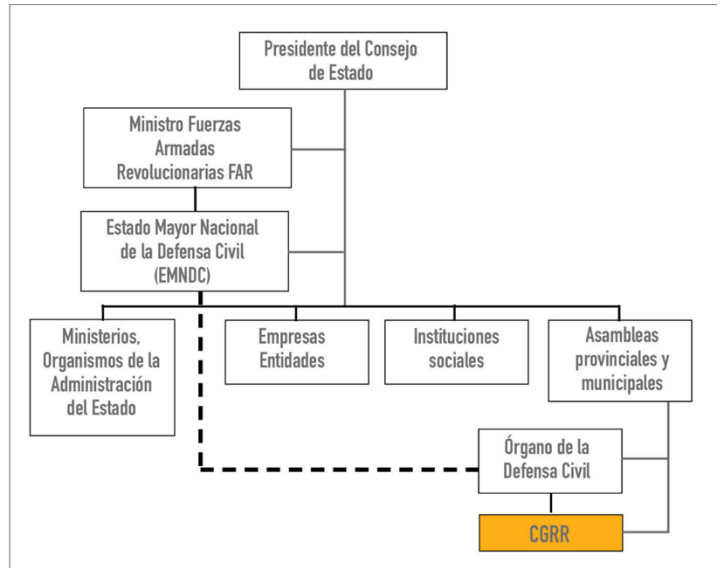 Presidente del Consejo
de Estado
Ministro Fuerzas
Armadas
Revolucionarias FAR
Estado Mayor Nacional
de la Defensa Civil
(EMNDC)
Ministerios,
Organismos de la
Administración
del Estado
Empresas
Entidades
Instituciones
sociales
Asambleas
provinciales y
municipales
Órgano de la
Defensa Civil
CGRR